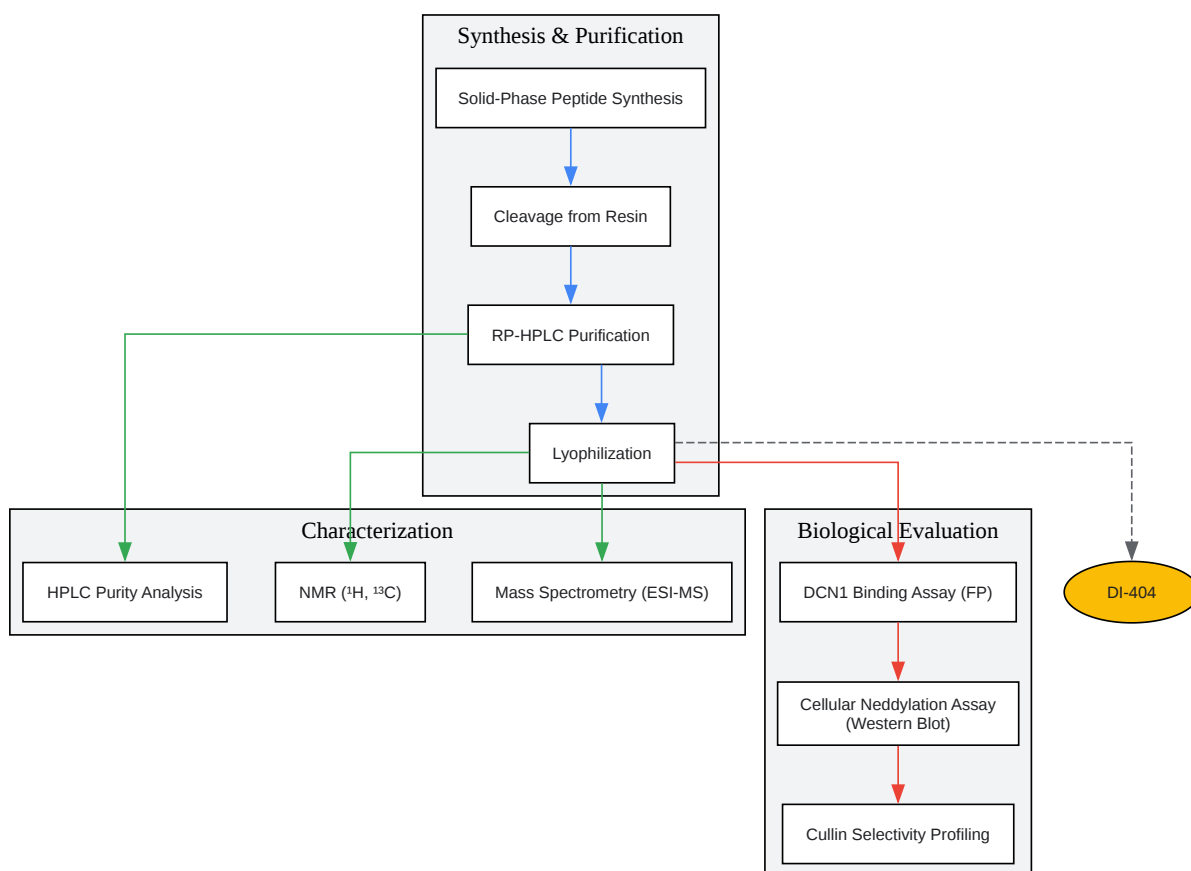 Synthesis & Purification
Solid-Phase Peptide Synthesis
Cleavage from Resin
RP-HPLC Purification
Lyophilization
Characterization
HPLC Purity Analysis
NMR (¹H, ¹³C)
Mass Spectrometry (ESI-MS)
Biological Evaluation
DCN1 Binding Assay (FP)
Cellular Neddylation Assay
(Western Blot)
Cullin Selectivity Profiling
DI-404